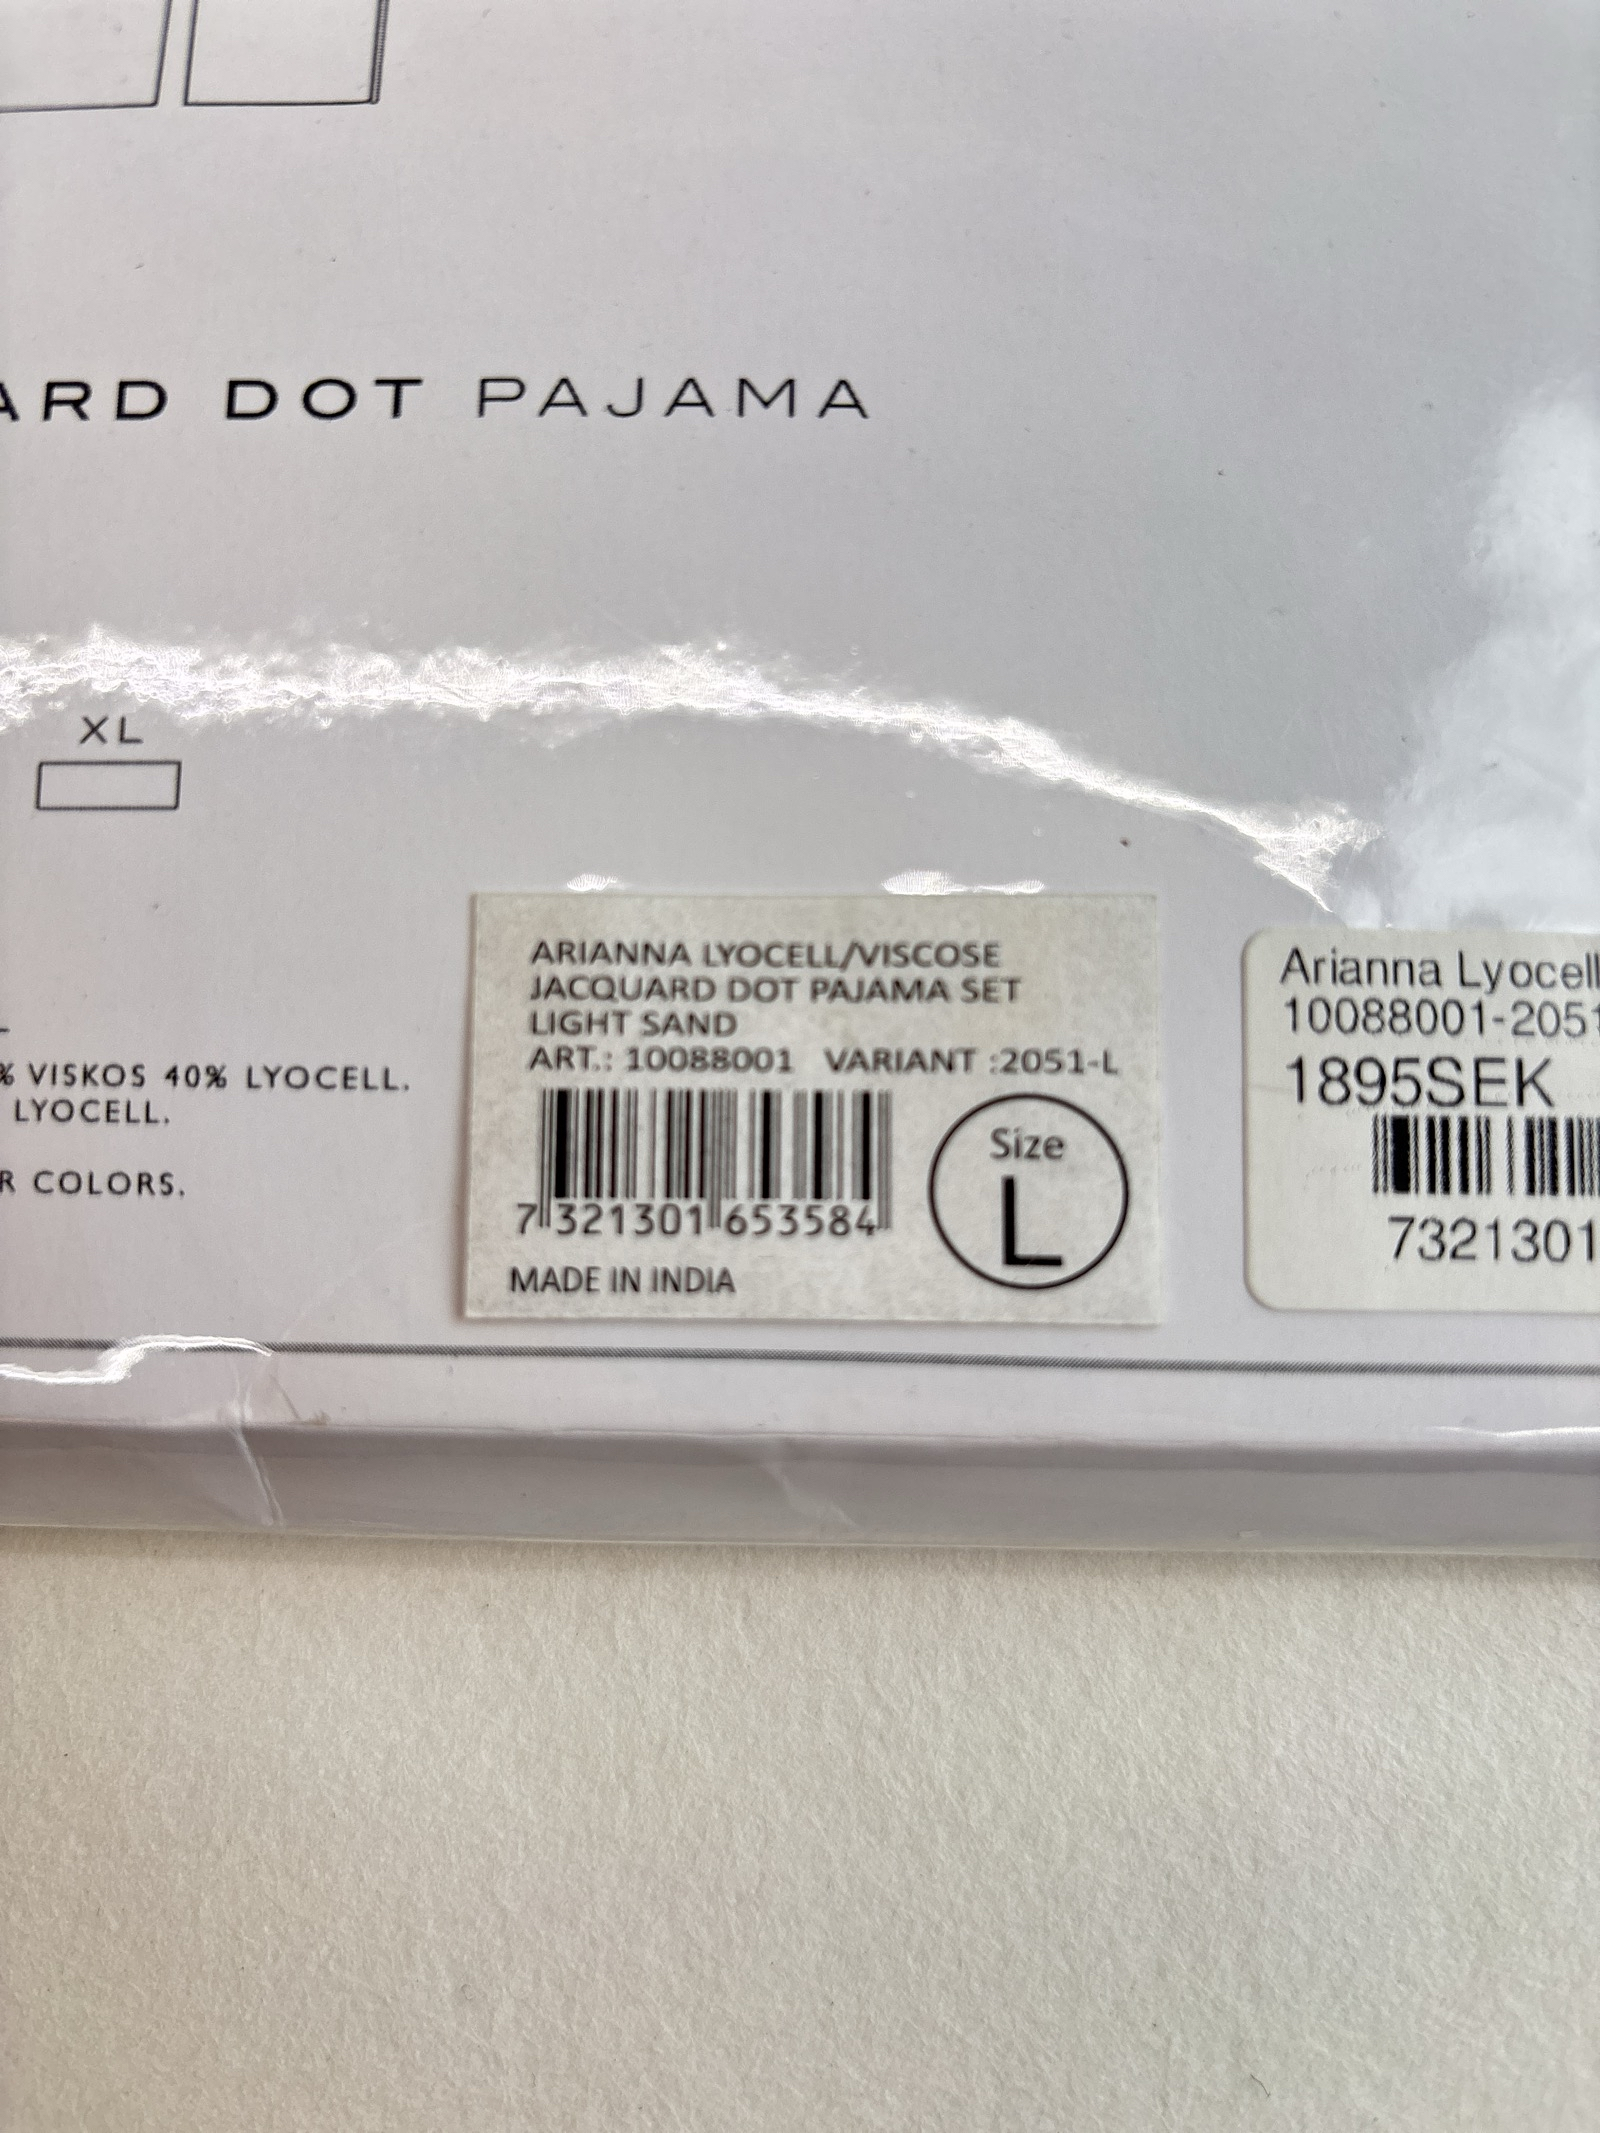 ARD DOT PAJAMA
XL
% VISKOS 40% LYOCELL.
LYOCELL.
R COLORS.
ARIANNA LYOCELL/VISCOSE
JACQUARD DOT PAJAMA SET
LIGHT SAND
ART.: 10088001 VARIANT :2051-L
7 321301 653584
Size
L
MADE IN INDIA
Arianna Lyocell
10088001-2051
1895SEK
7321301